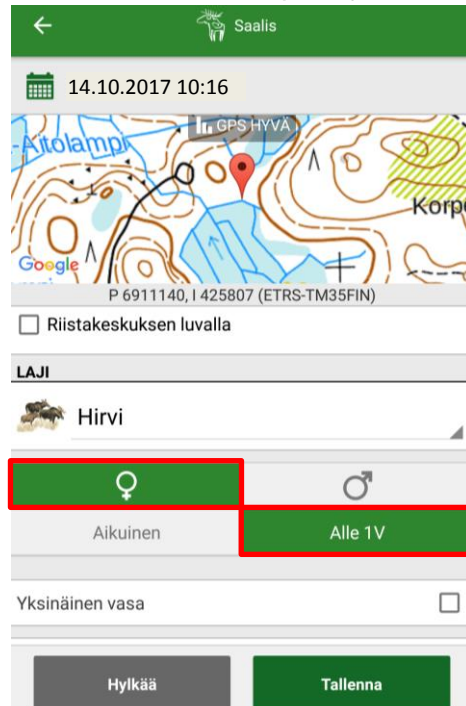 Saalis
14.10.2017 10:16
GPS HYVÄ
Aitolampi
Korpe
Google
P 6911140, I 425807 (ETRS-TM35FIN)
Riistakeskuksen luvalla
LAJI
Hirvi
Aikuinen
Alle 1V
Yksinäinen vasa
Hylkää
Tallenna